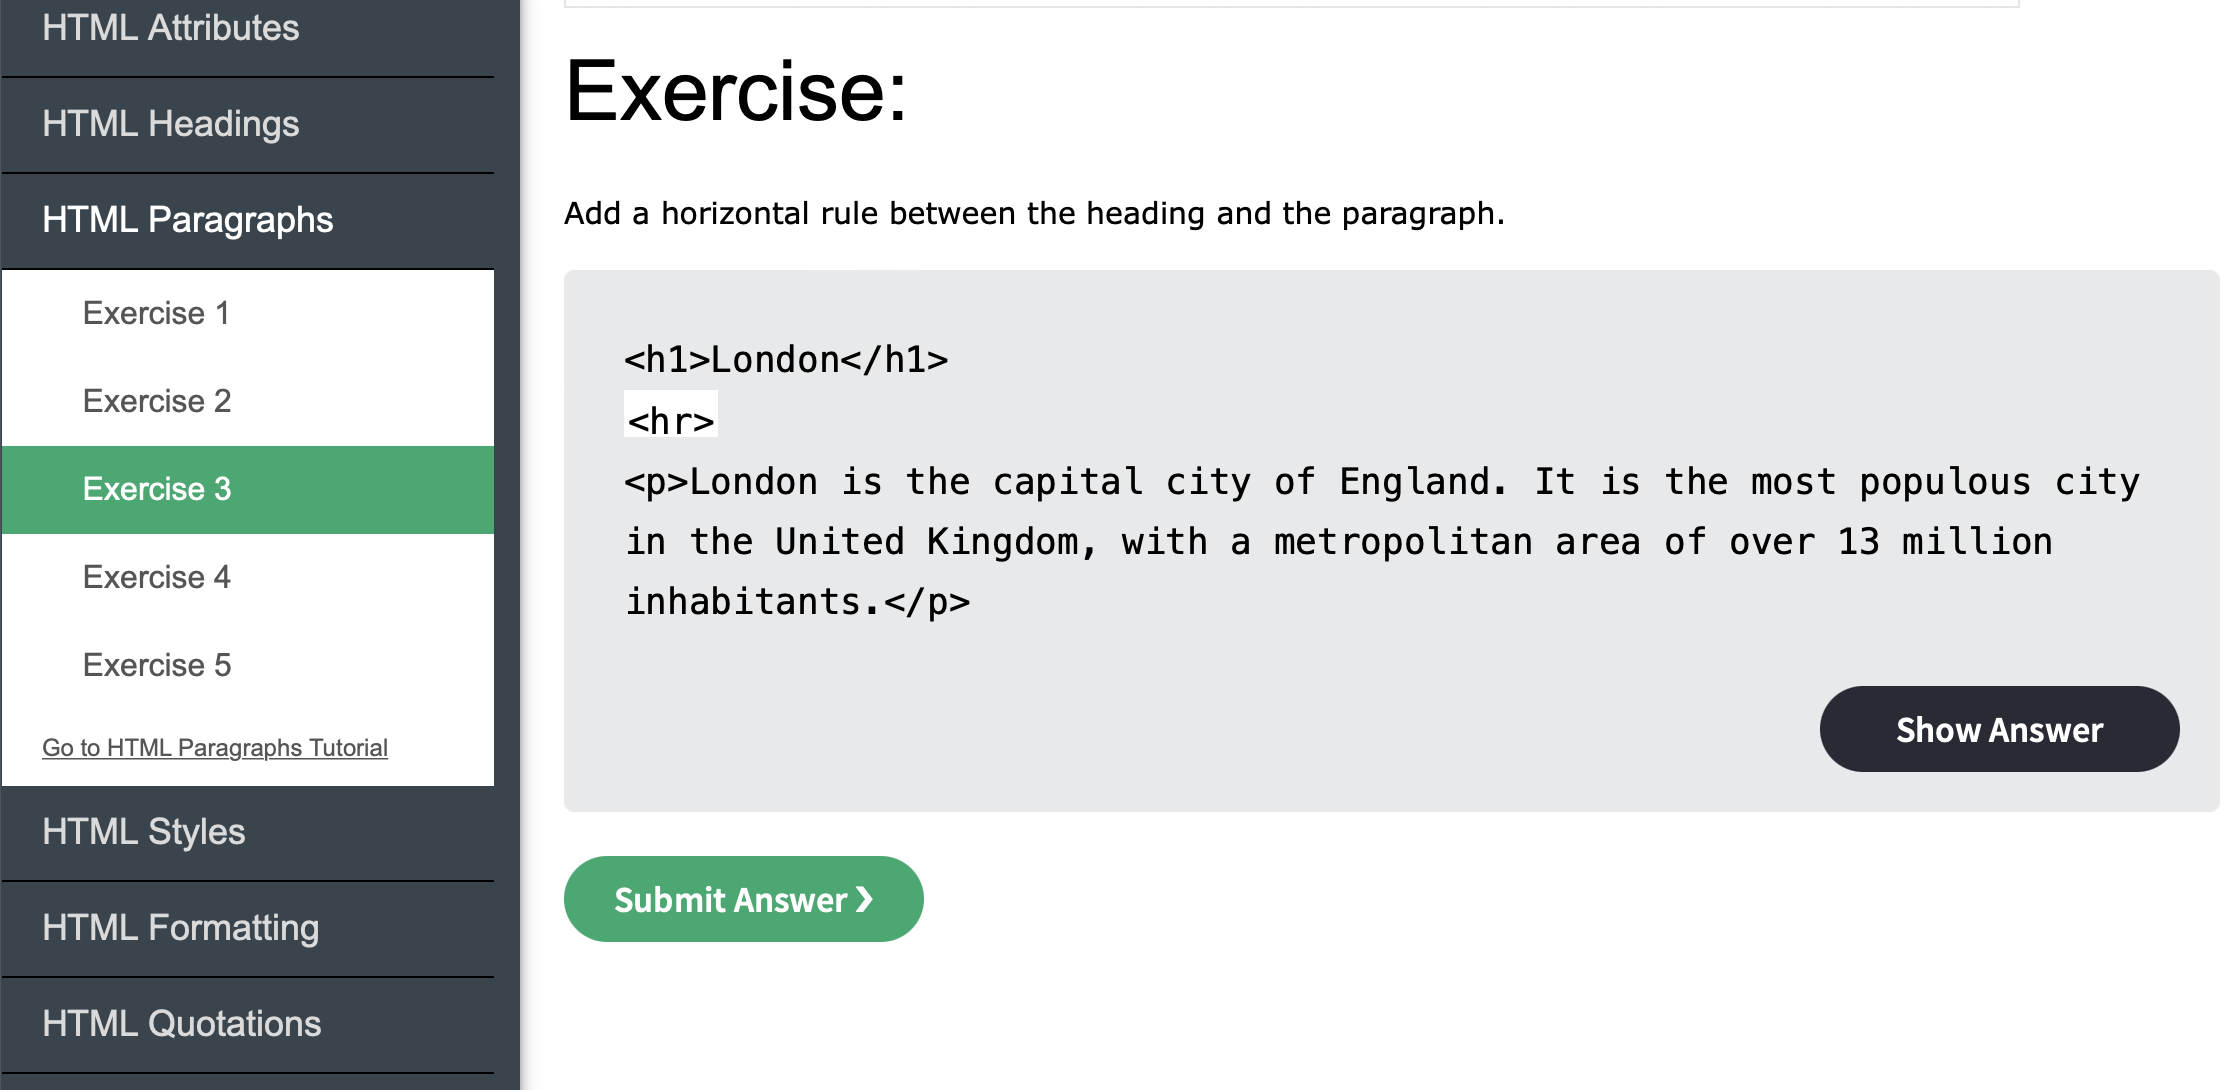 HTML Attributes
HTML Headings
HTML Paragraphs
Exercise 1
Exercise 2
Exercise 3
Exercise 4
Exercise 5
Go to HTML Paragraphs Tutorial
HTML Styles
HTML Formatting
HTML Quotations
Exercise:
Add a horizontal rule between the heading and the paragraph.
<h1>London</h1>
<hr>
<p>London is the capital city of England. It is the most populous city
in the United Kingdom, with a metropolitan area of over 13 million
inhabitants.</p>
Show Answer
Submit Answer ❯